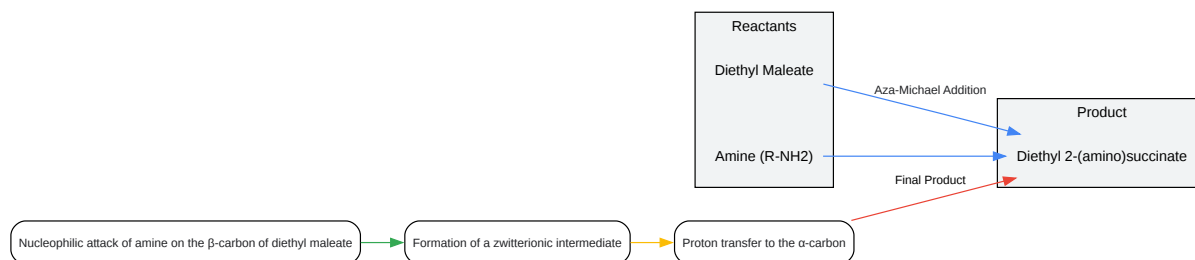 Reactants
Diethyl Maleate
Amine (R-NH2)
Aza-Michael Addition
Product
Diethyl 2-(amino)succinate
Final Product
Nucleophilic attack of amine on the β-carbon of diethyl maleate
Formation of a zwitterionic intermediate
Proton transfer to the α-carbon